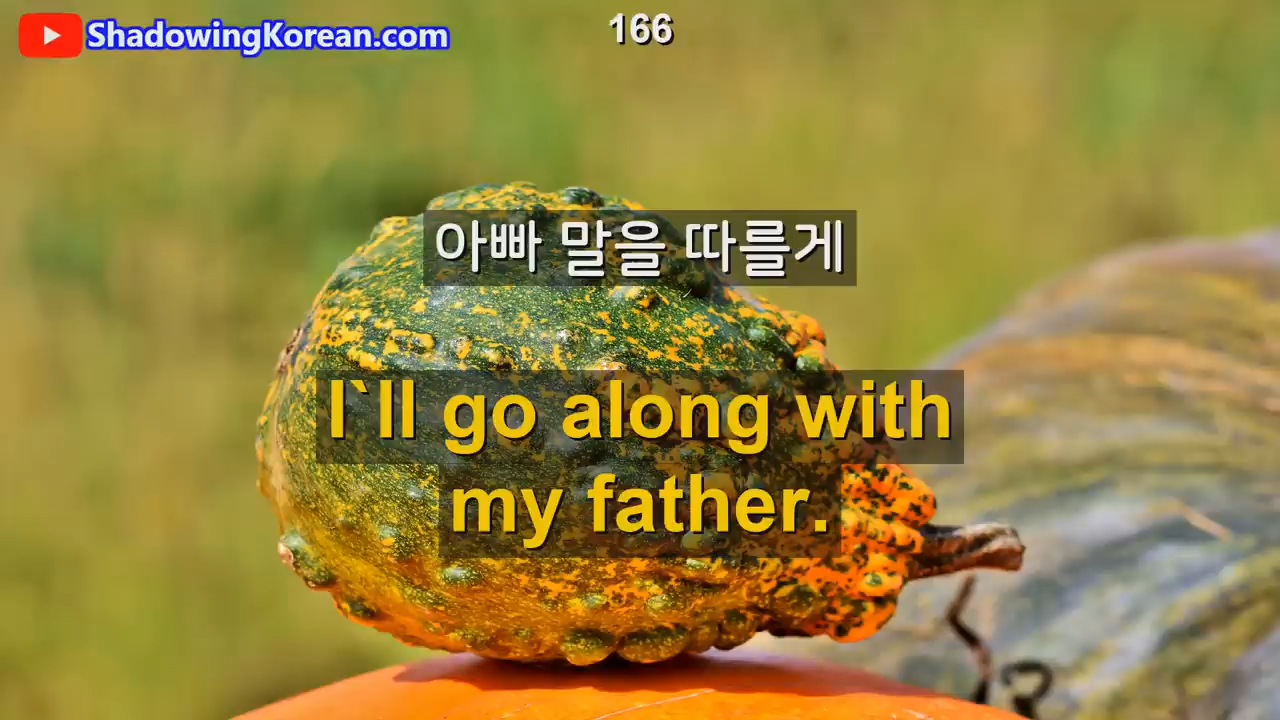 ShadowingKorean.com
166
아빠 말을 따를게
I`ll go along with
my father.